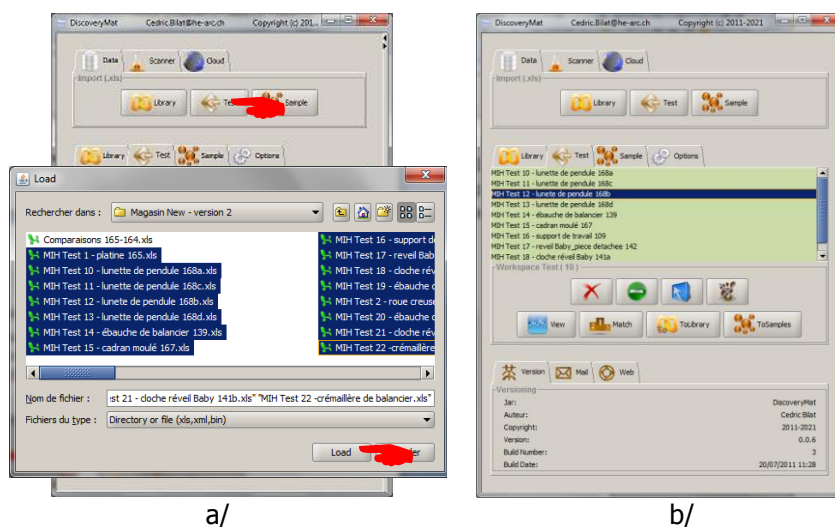 DiscoveryMat Cedric.Bilat@he-arc.ch Copyright (c) 201...
Data Scanner Cloud
Import (.xls)
Library Test Sample
Library Test Sample Options
Load
Rechercher dans : Magasin New - version 2
Comparaisons 165-164.xls
MIH Test 1 - platine 165.xls
MIH Test 10 - lunette de pendule 168a.xls
MIH Test 11 - lunette de pendule 168c.xls
MIH Test 12 - lunete de pendule 168b.xls
MIH Test 13 - lunette de pendule 168d.xls
MIH Test 14 - ébauche de balancier 139.xls
MIH Test 15 - cadran moulé 167.xls
MIH Test 16 - support d
MIH Test 17 - reveil Bab
MIH Test 18 - cloche rév
MIH Test 19 - ébauche d
MIH Test 2 - roue creuse
MIH Test 20 - ébauche d
MIH Test 21 - cloche rév
MIH Test 22 -crémaillère
Nom de fichier : :st 21 - cloche réveil Baby 141b.xls" "MIH Test 22 -crémaillère de balancier.xls"
Fichiers du type : Directory or file (xls,xml,bin)
Load
a/
DiscoveryMat Cedric.Bilat@he-arc.ch Copyright (c) 2011-2021
Data Scanner Cloud
Import (.xls)
Library Test Sample
Library Test Sample Options
MIH Test 10 - lunette de pendule 168a
MIH Test 11 - lunette de pendule 168c
MIH Test 12 - lunete de pendule 168b
MIH Test 13 - lunette de pendule 168d
MIH Test 14 - ébauche de balancier 139
MIH Test 15 - cadran moulé 167
MIH Test 16 - support de travail 109
MIH Test 17 - reveil Baby_piece detachee 142
MIH Test 18 - cloche réveil Baby 141a
Workspace Test ( 10 )
View Match ToLibrary ToSamples
Version Mail Web
Versioning
Jar: DiscoveryMat
Auteur: Cedric Bilat
Copyright: 2011-2021
Version: 0.0.6
Build Number: 3
Build Date: 20/07/2011 11:28
b/